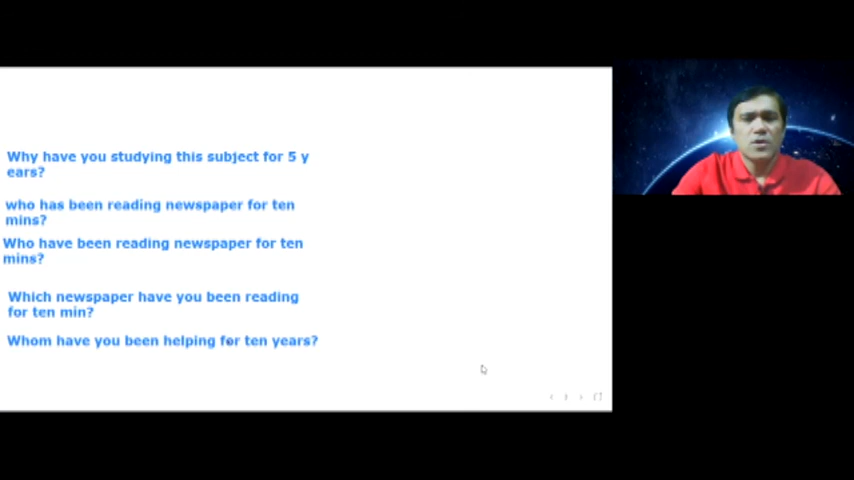 Why have you studying this subject for 5 y
ears?
who has been reading newspaper for ten
mins?
Who have been reading newspaper for ten
mins?
Which newspaper have you been reading
for ten min?
Whom have you been helping for ten years?